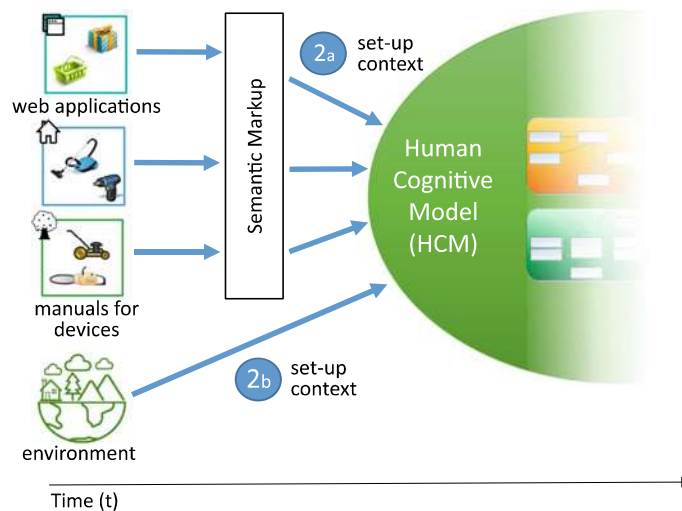 web applications
manuals for
devices
environment
Semantic Markup
2a
set-up
context
2b
set-up
context
Human
Cognitive
Model
(HCM)
Time (t)